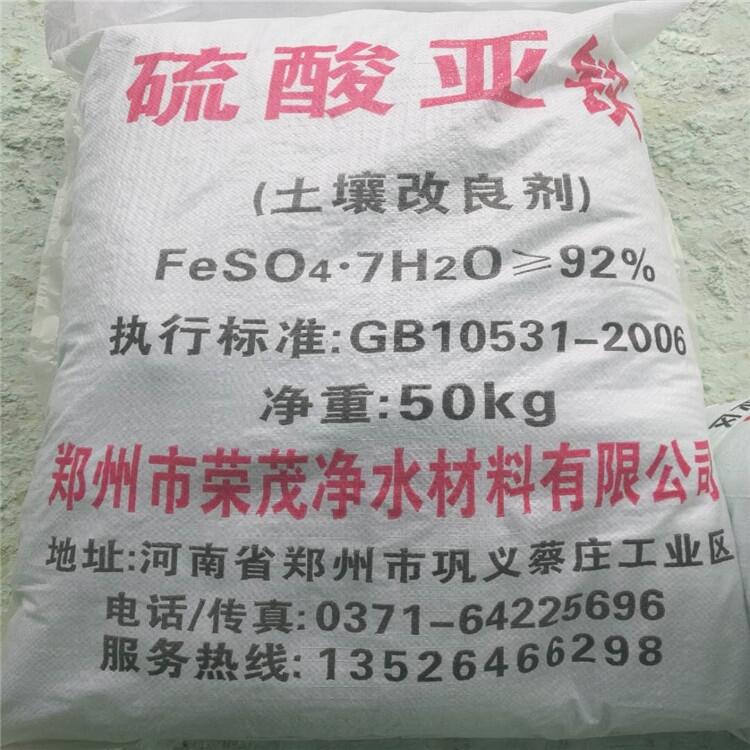 硫酸亚铁
(土壤改良剂)
FeSO4·7H2O≥92%
执行标准:GB10531-2006
净重:50kg
郑州市荣茂净水材料有限公司
地址:河南省郑州市巩义蔡庄工业区
电话/传真:0371-64225696
服务热线:13526466298